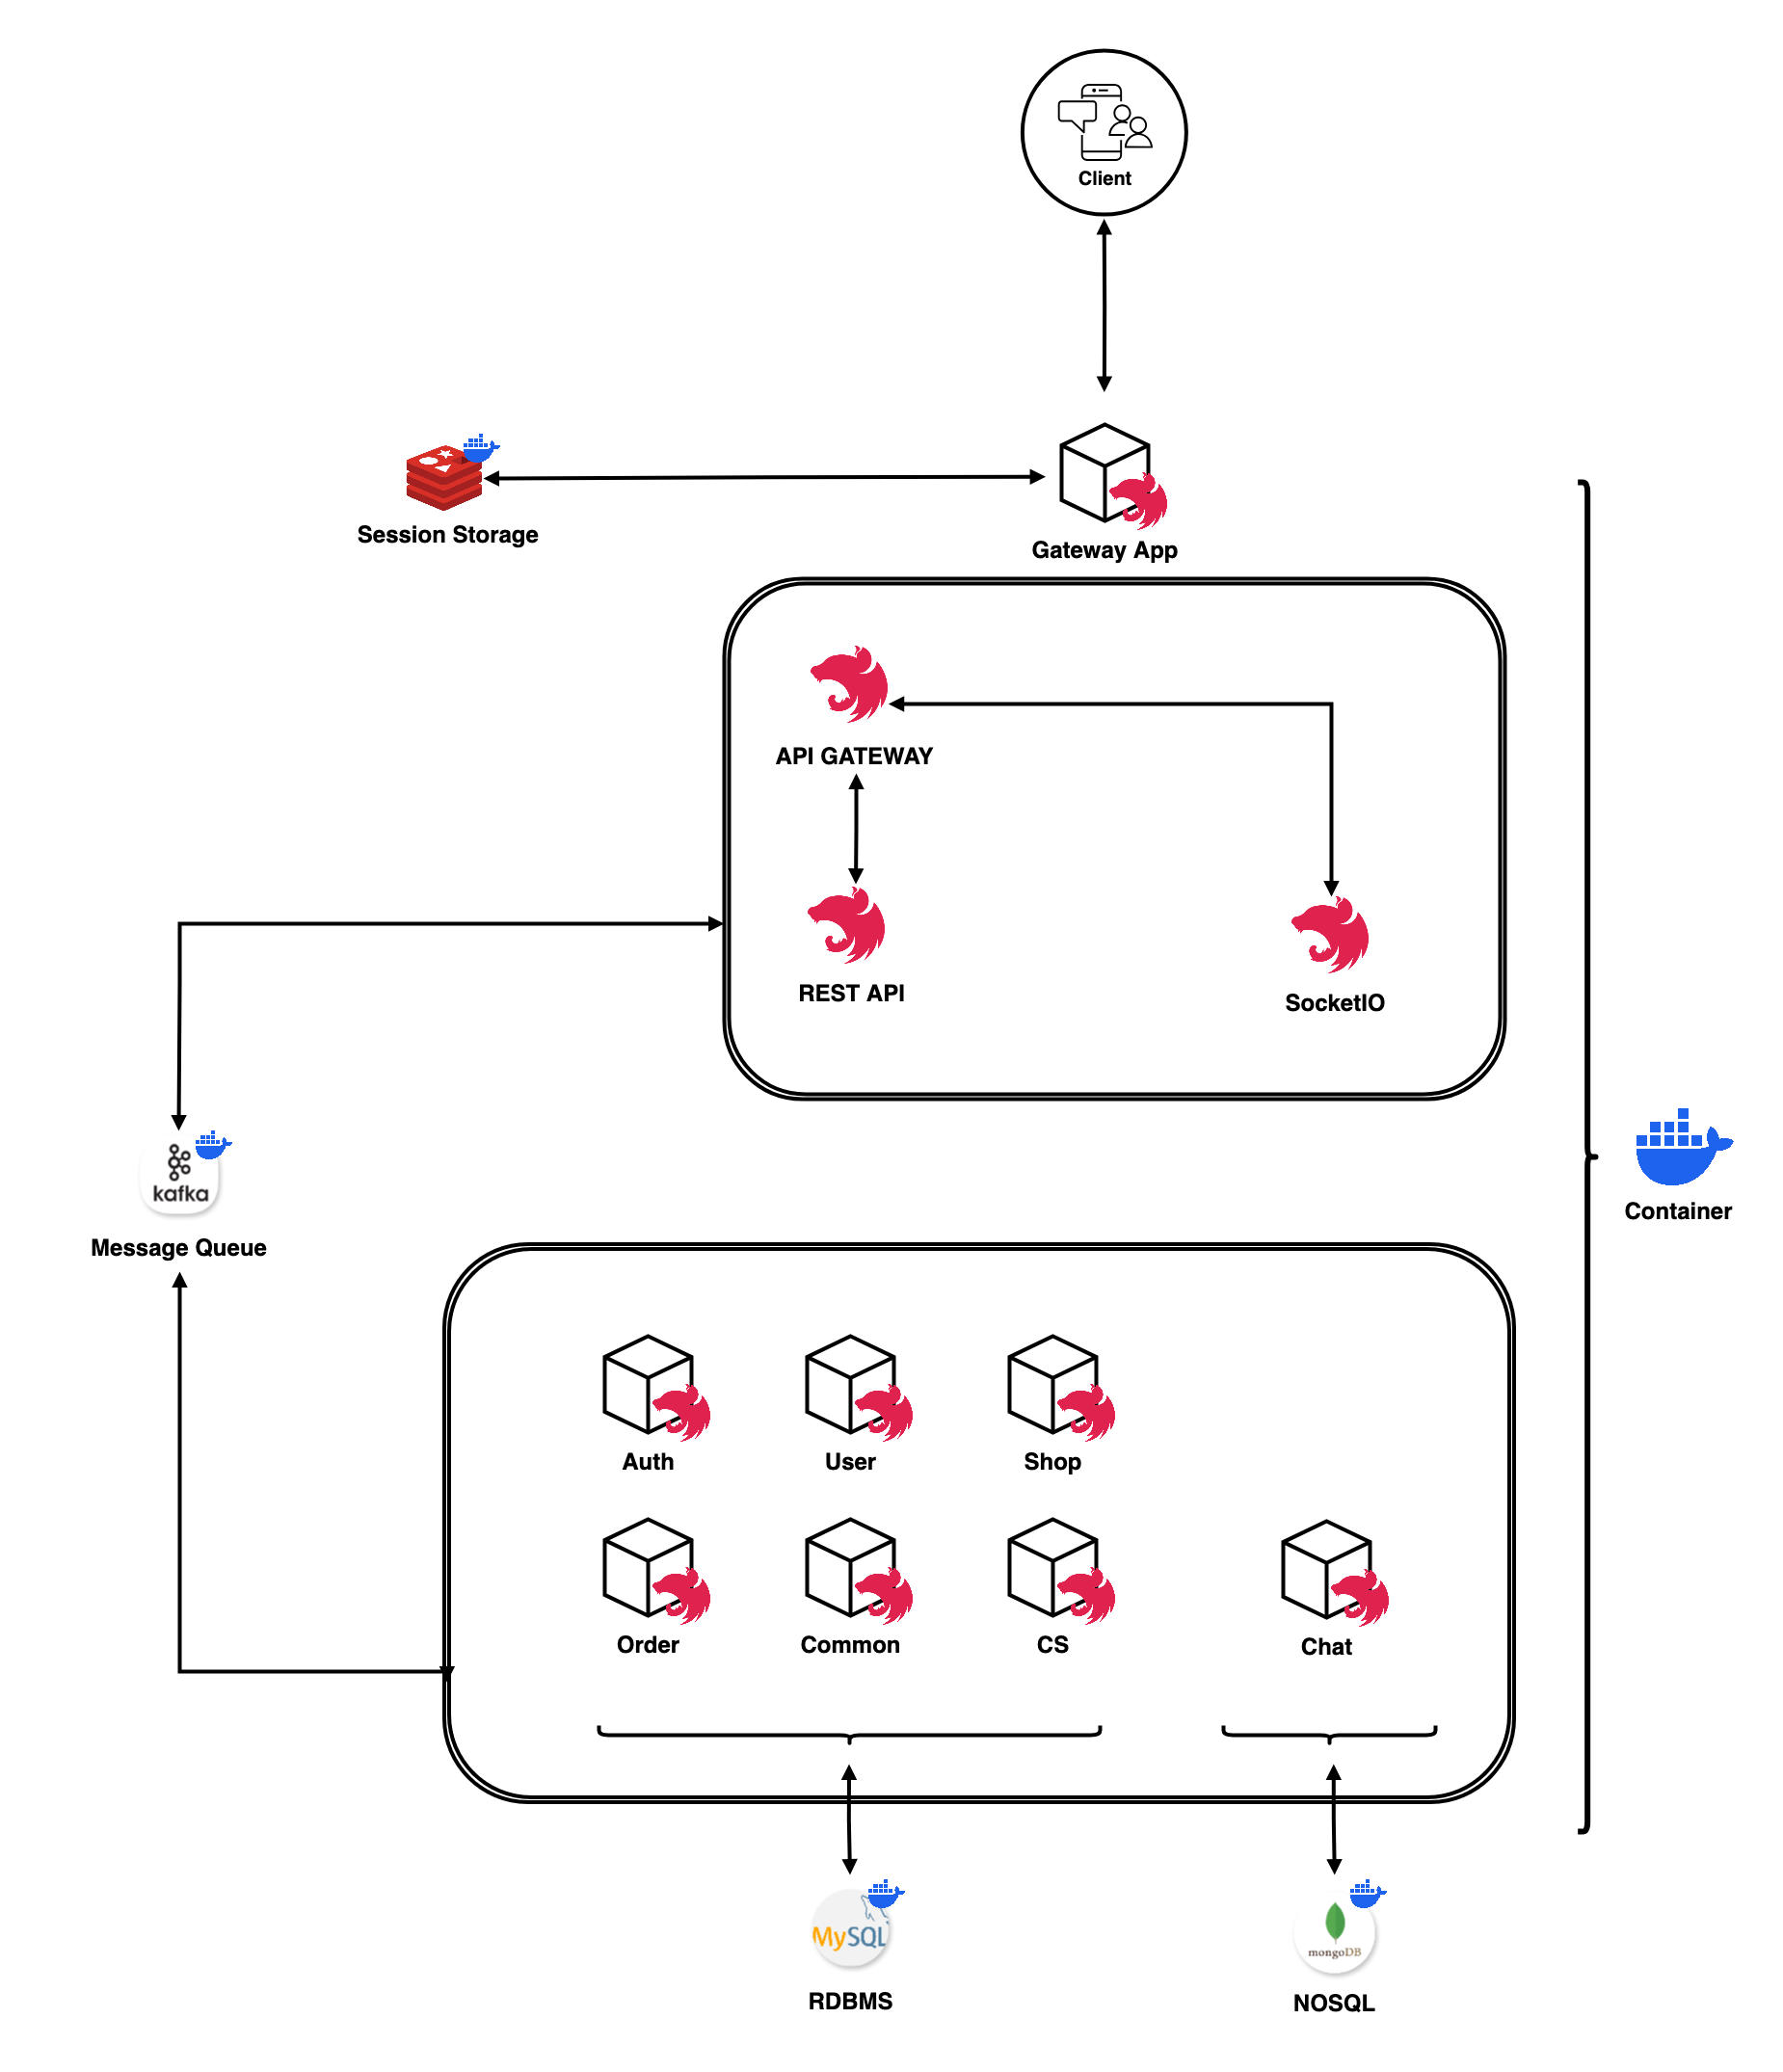 Client
Session Storage
Gateway App
API GATEWAY
REST API
SocketIO
kafka
Message Queue
Container
Auth
User
Shop
Order
Common
CS
Chat
MySQL
RDBMS
mongoDB
NOSQL